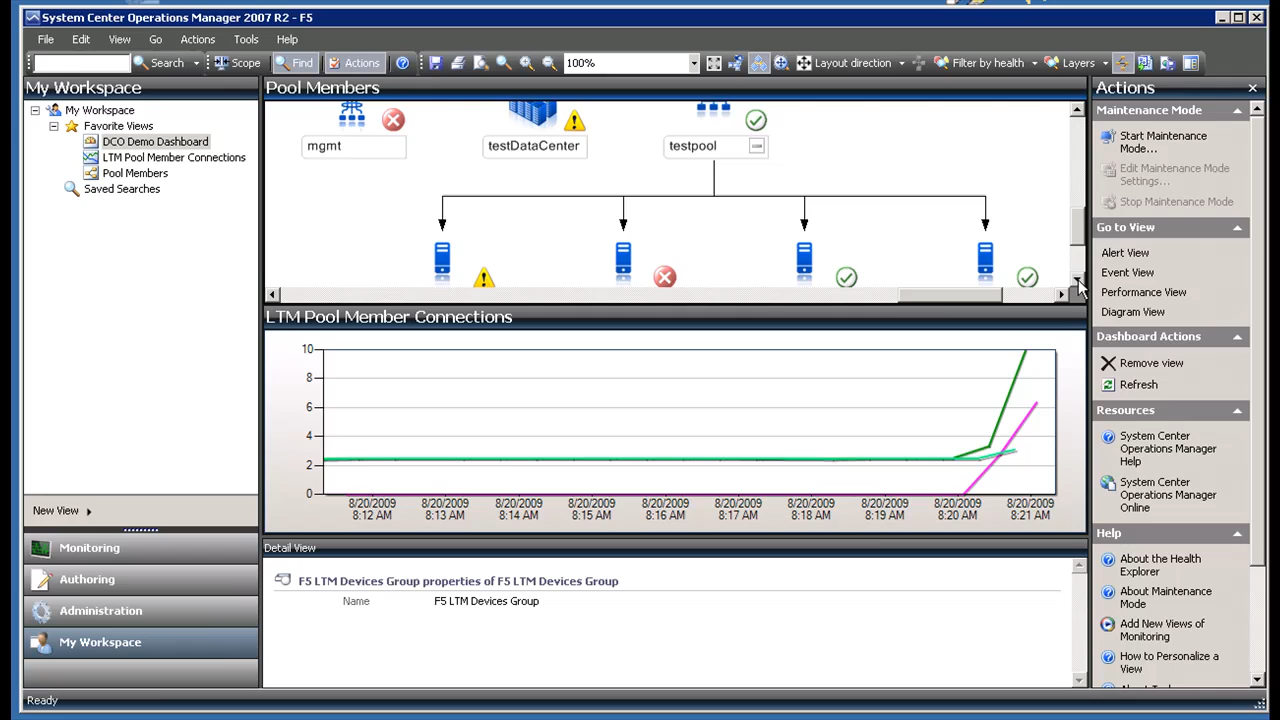 System Center Operations Manager 2007 R2 - F5
File Edit View Go Actions Tools Help
Search Scope Find Actions 100% Layout direction Filter by health Layers
My Workspace
My Workspace
Favorite Views
DCO Demo Dashboard
LTM Pool Member Connections
Pool Members
Saved Searches
New View
Monitoring
Authoring
Administration
My Workspace
Pool Members
mgmt testDataCenter testpool
LTM Pool Member Connections
10
8
6
4
2
0
8/20/2009 8/20/2009 8/20/2009 8/20/2009 8/20/2009 8/20/2009 8/20/2009 8/20/2009 8/20/2009 8/20/2009
8:12 AM 8:13 AM 8:14 AM 8:15 AM 8:16 AM 8:17 AM 8:18 AM 8:19 AM 8:20 AM 8:21 AM
Detail View
F5 LTM Devices Group properties of F5 LTM Devices Group
Name F5 LTM Devices Group
Actions
Maintenance Mode
Start Maintenance
Mode...
Edit Maintenance Mode
Settings...
Stop Maintenance Mode
Go to View
Alert View
Event View
Performance View
Diagram View
Dashboard Actions
Remove view
Refresh
Resources
System Center
Operations Manager
Help
System Center
Operations Manager
Online
Help
About the Health
Explorer
About Maintenance
Mode
Add New Views of
Monitoring
How to Personalize a
View
Ready